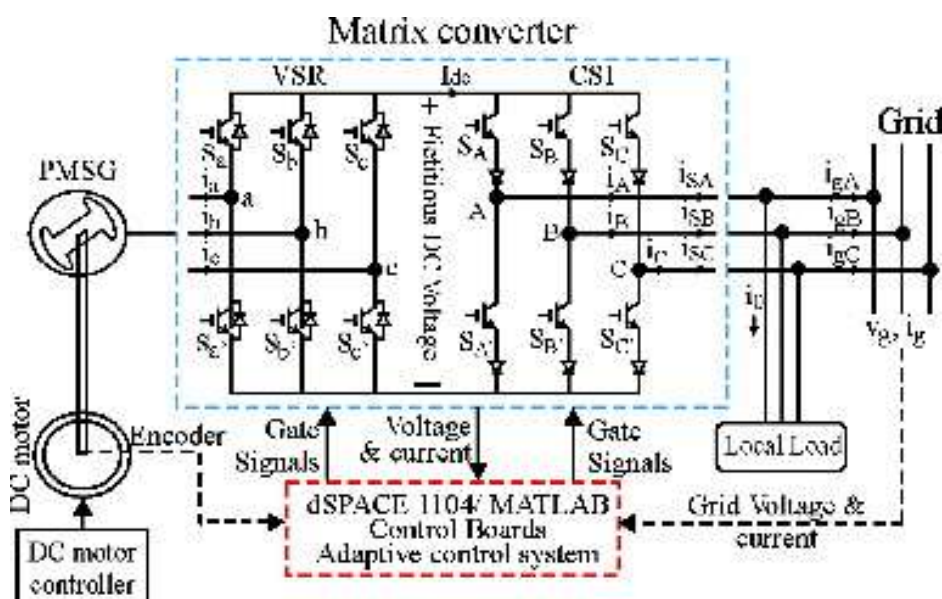 Matrix converter
VSR
Idc
CSI
Grid
PMSG
Sa
Sb
Sc
+ Fictitious DC Voltage –
SA
SB
SC
ia
a
ib
b
ic
c
iA
A
iB
B
iC
C
iSA
iSB
iSC
igA
igB
igC
Sa'
Sb'
Sc'
SA'
SB'
SC'
vg, ig
DC motor
Encoder
Gate
Signals
Voltage
& current
Gate
Signals
Local Load
dSPACE 1104/ MATLAB
Control Boards
Adaptive control system
Grid Voltage &
current
DC motor
controller